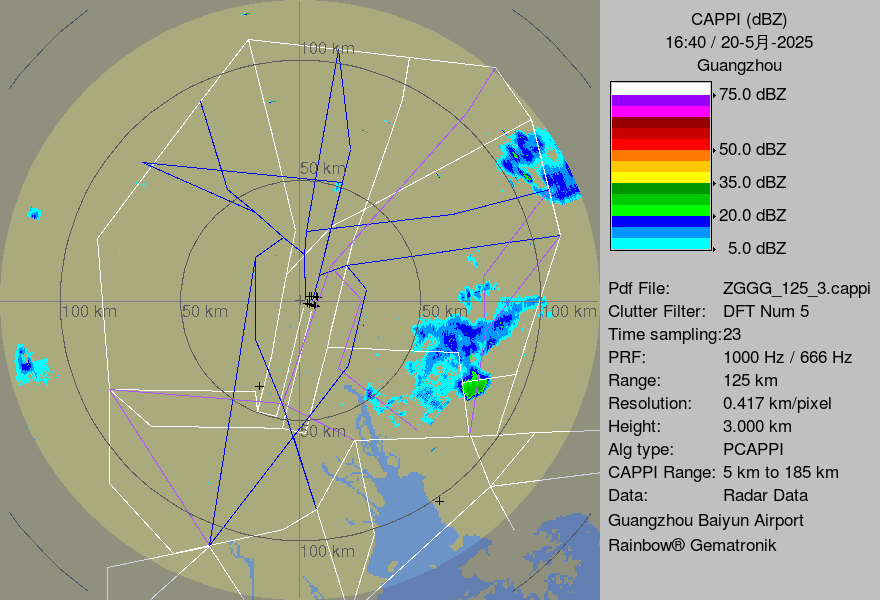 CAPPI (dBZ)
16:40 / 20-5月-2025
Guangzhou
75.0 dBZ
50.0 dBZ
35.0 dBZ
20.0 dBZ
5.0 dBZ
Pdf File: ZGGG_125_3.cappi
Clutter Filter: DFT Num 5
Time sampling:23
PRF: 1000 Hz / 666 Hz
Range: 125 km
Resolution: 0.417 km/pixel
Height: 3.000 km
Alg type: PCAPPI
CAPPI Range: 5 km to 185 km
Data: Radar Data
Guangzhou Baiyun Airport
Rainbow® Gematronik
100 km
50 km
100 km
50 km
50 km
100 km
50 km
100 km